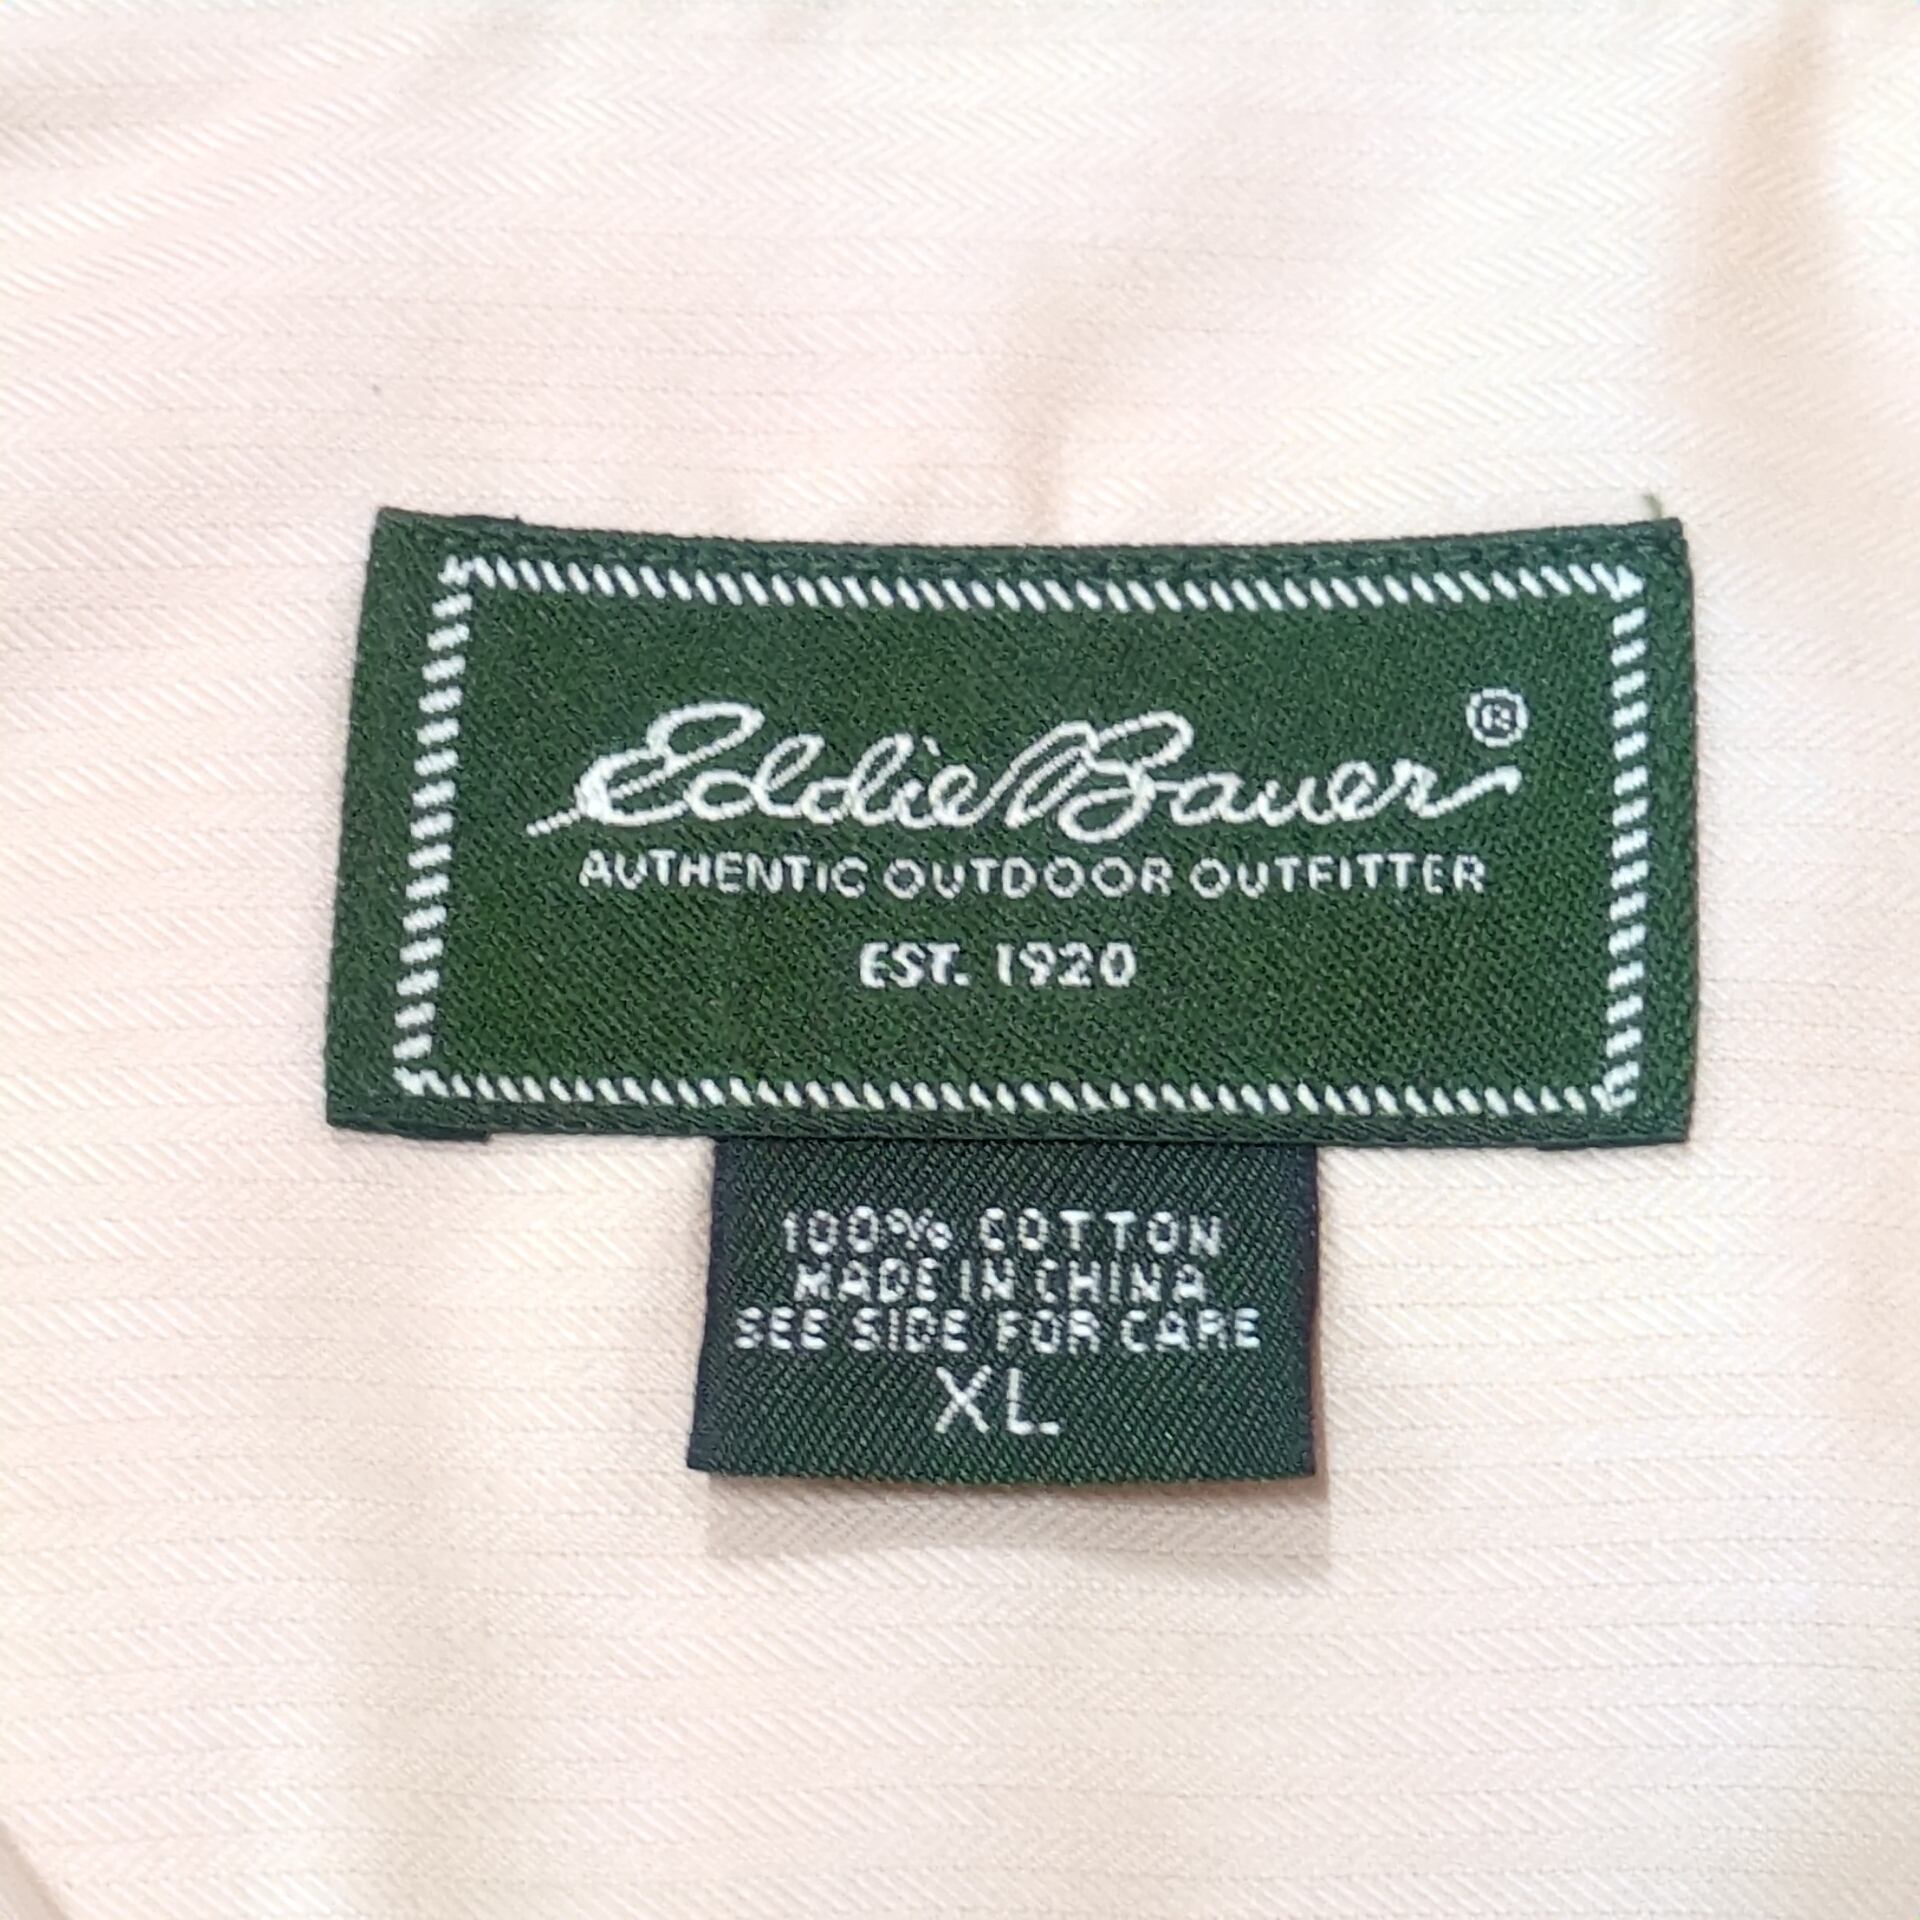 Eddie Bauer®
AUTHENTIC OUTDOOR OUTFITTER
EST. 1920
100% COTTON
MADE IN CHINA
SEE SIDE FOR CARE
XL